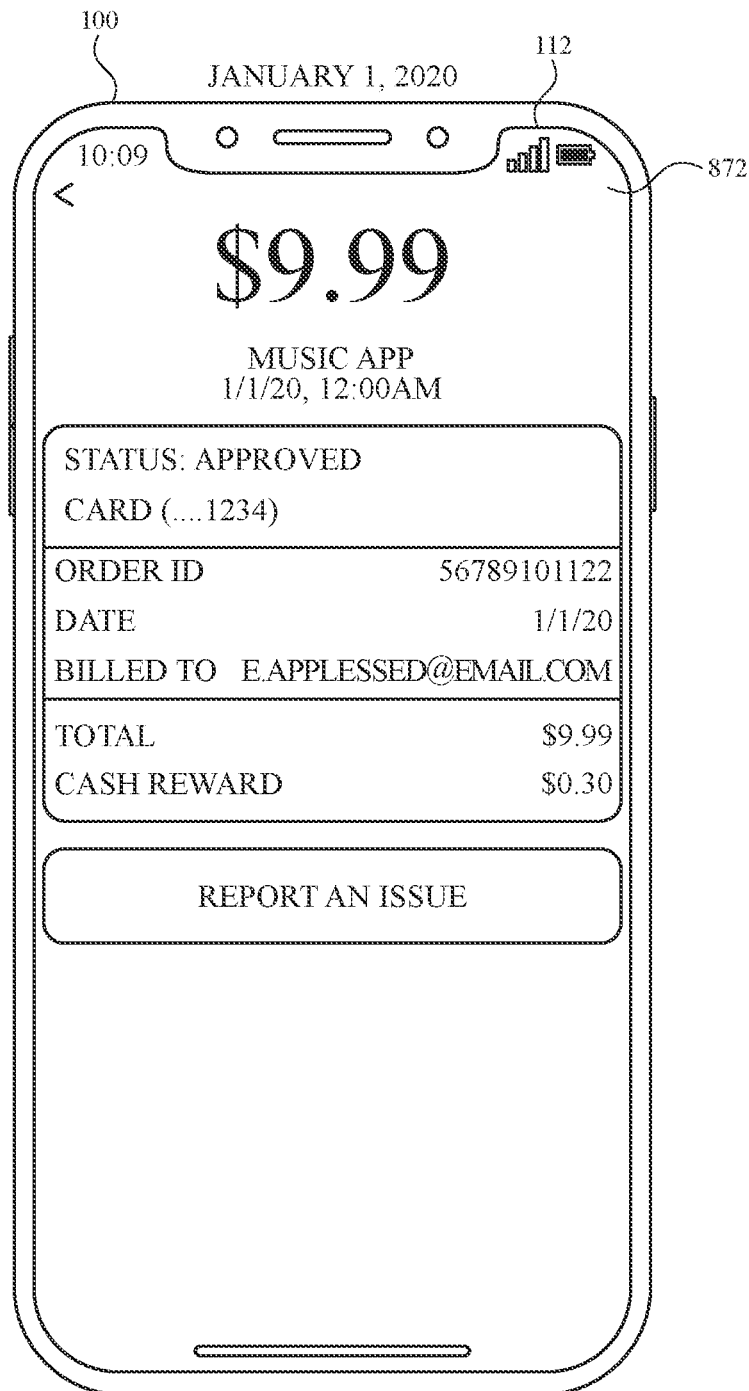 100
112
JANUARY 1, 2020
10:09
872
<
$9.99
MUSIC APP
1/1/20, 12:00AM
STATUS: APPROVED
CARD (....1234)
ORDER ID 56789101122
DATE 1/1/20
BILLED TO E.APPLESSED@EMAIL.COM
TOTAL $9.99
CASH REWARD $0.30
REPORT AN ISSUE